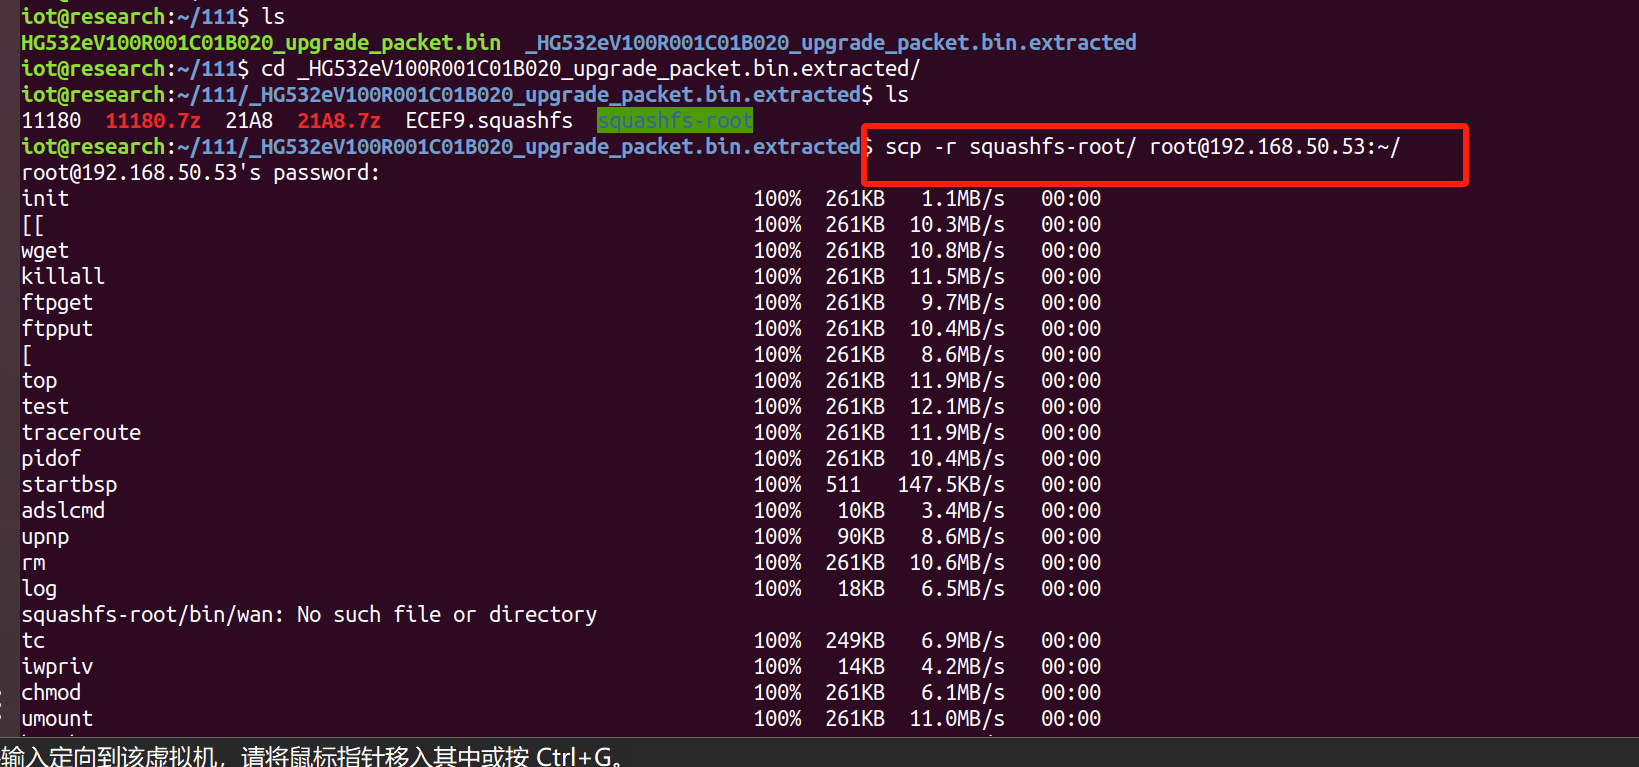 iot@research:~/111$ ls
HG532eV100R001C01B020_upgrade_packet.bin  _HG532eV100R001C01B020_upgrade_packet.bin.extracted
iot@research:~/111$ cd _HG532eV100R001C01B020_upgrade_packet.bin.extracted/
iot@research:~/111/_HG532eV100R001C01B020_upgrade_packet.bin.extracted$ ls
11180  11180.7z  21A8  21A8.7z  ECEF9.squashfs  squashfs-root
iot@research:~/111/_HG532eV100R001C01B020_upgrade_packet.bin.extracted$ scp -r squashfs-root/ root@192.168.50.53:~/
root@192.168.50.53's password:
init 100% 261KB 1.1MB/s 00:00
[[ 100% 261KB 10.3MB/s 00:00
wget 100% 261KB 10.8MB/s 00:00
killall 100% 261KB 11.5MB/s 00:00
ftpget 100% 261KB 9.7MB/s 00:00
ftpput 100% 261KB 10.4MB/s 00:00
[ 100% 261KB 8.6MB/s 00:00
top 100% 261KB 11.9MB/s 00:00
test 100% 261KB 12.1MB/s 00:00
traceroute 100% 261KB 11.9MB/s 00:00
pidof 100% 261KB 10.4MB/s 00:00
startbsp 100% 511 147.5KB/s 00:00
adslcmd 100% 10KB 3.4MB/s 00:00
upnp 100% 90KB 8.6MB/s 00:00
rm 100% 261KB 10.6MB/s 00:00
log 100% 18KB 6.5MB/s 00:00
squashfs-root/bin/wan: No such file or directory
tc 100% 249KB 6.9MB/s 00:00
iwpriv 100% 14KB 4.2MB/s 00:00
chmod 100% 261KB 6.1MB/s 00:00
umount 100% 261KB 11.0MB/s 00:00
输入定向到该虚拟机，请将鼠标指针移入其中或按 Ctrl+G。